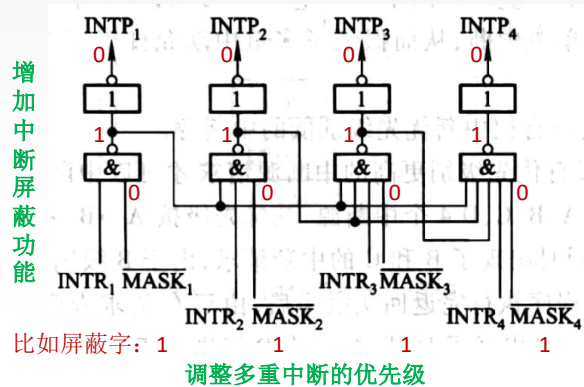 INTP₁ INTP₂ INTP₃ INTP₄
0 0 0 0
1 1 1 1
1 1 1 1
& & & &
0 0 0 0
增加中断屏蔽功能
INTR₁ MASK₁ INTR₃ MASK₃
INTR₂ MASK₂ INTR₄ MASK₄
比如屏蔽字：1 1 1 1
调整多重中断的优先级